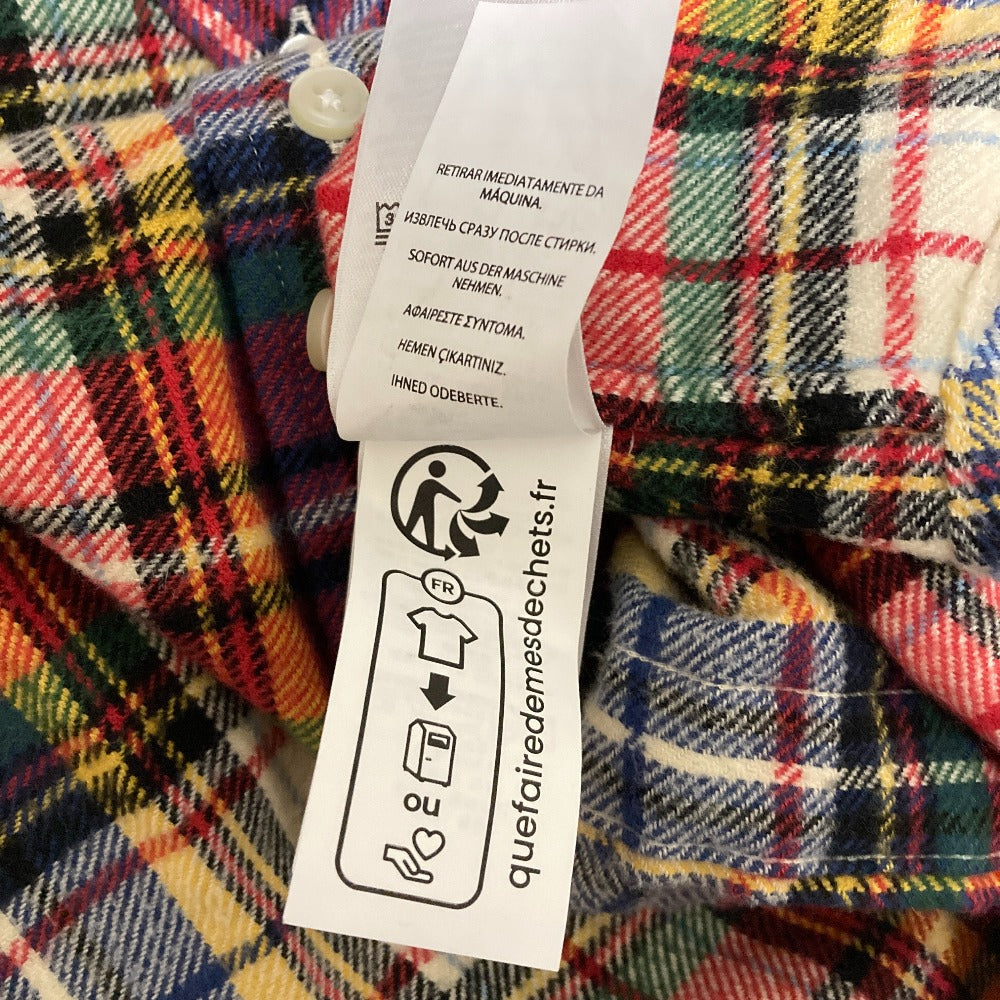 RETIRAR IMEDIATAMENTE DA
MÁQUINA.
ИЗВЛЕЧЬ СРАЗУ ПОСЛЕ СТИРКИ.
SOFORT AUS DER MASCHINE
NEHMEN.
ΑΦΑΙΡΕΣΤΕ ΣΥΝΤΟΜΑ.
HEMEN ÇIKARTINIZ.
IHNED ODEBERTE.
FR
OU
quefairedemesdechets.fr